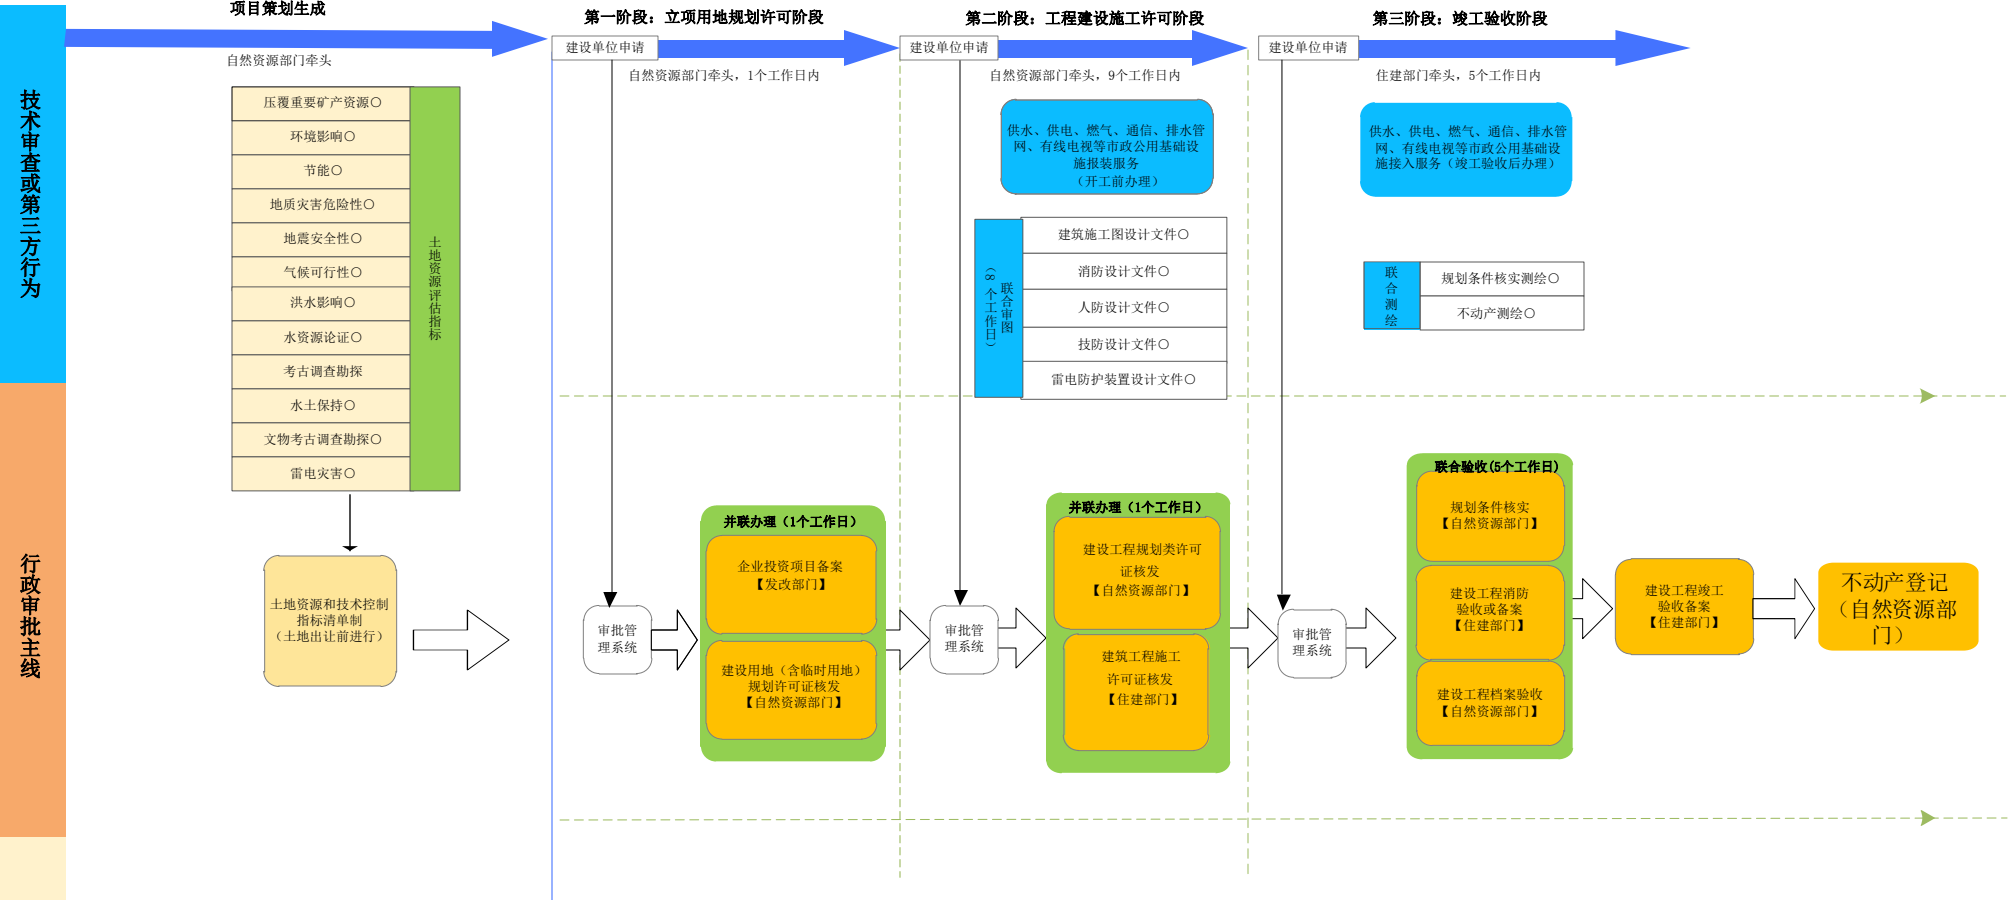 项目策划生成
第一阶段：立项用地规划许可阶段
第二阶段：工程建设施工许可阶段
第三阶段：竣工验收阶段
建设单位申请
建设单位申请
建设单位申请
自然资源部门牵头
自然资源部门牵头，1个工作日内
自然资源部门牵头，9个工作日内
住建部门牵头，5个工作日内
技术审查或第三方行为
压覆重要矿产资源○
环境影响○
节能○
地质灾害危险性○
地震安全性○
气候可行性○
洪水影响○
水资源论证○
考古调查勘探
水土保持○
文物考古调查勘探○
雷电灾害○
土地资源评估指标
供水、供电、燃气、通信、排水管
网、有线电视等市政公用基础设
施报装服务
（开工前办理）
联合审图
（8个工作日）
建筑施工图设计文件○
消防设计文件○
人防设计文件○
技防设计文件○
雷电防护装置设计文件○
供水、供电、燃气、通信、排水管
网、有线电视等市政公用基础设
施接入服务（竣工验收后办理）
联合测绘
规划条件核实测绘○
不动产测绘○
行政审批主线
土地资源和技术控制
指标清单制
（土地出让前进行）
审批管
理系统
并联办理（1个工作日）
企业投资项目备案
【发改部门】
建设用地（含临时用地）
规划许可证核发
【自然资源部门】
审批管
理系统
并联办理（1个工作日）
建设工程规划类许可
证核发
【自然资源部门】
建筑工程施工
许可证核发
【住建部门】
审批管
理系统
联合验收(5个工作日)
规划条件核实
【自然资源部门】
建设工程消防
验收或备案
【住建部门】
建设工程档案验收
【自然资源部门】
建设工程竣工
验收备案
【住建部门】
不动产登记
（自然资源部
门）